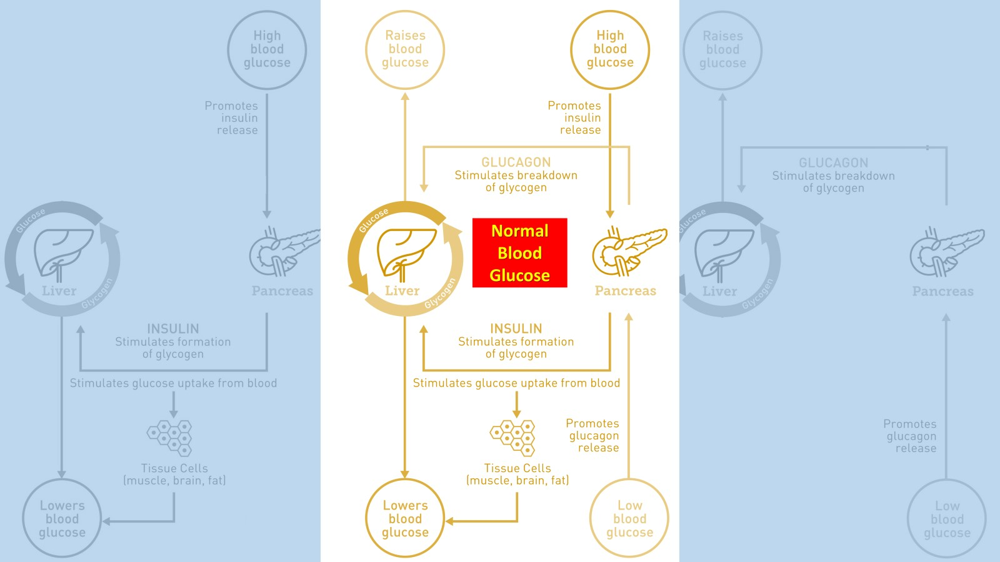 High
blood
glucose
Promotes
insulin
release
Glucose
Liver
Glycogen
Pancreas
INSULIN
Stimulates formation
of glycogen
Stimulates glucose uptake from blood
Tissue Cells
(muscle, brain, fat)
Lowers
blood
glucose
Raises
blood
glucose
High
blood
glucose
Promotes
insulin
release
GLUCAGON
Stimulates breakdown
of glycogen
Glucose
Liver
Glycogen
Normal
Blood
Glucose
Pancreas
INSULIN
Stimulates formation
of glycogen
Stimulates glucose uptake from blood
Tissue Cells
(muscle, brain, fat)
Promotes
glucagon
release
Lowers
blood
glucose
Low
blood
glucose
Raises
blood
glucose
GLUCAGON
Stimulates breakdown
of glycogen
Glucose
Liver
Glycogen
Pancreas
Promotes
glucagon
release
Low
blood
glucose